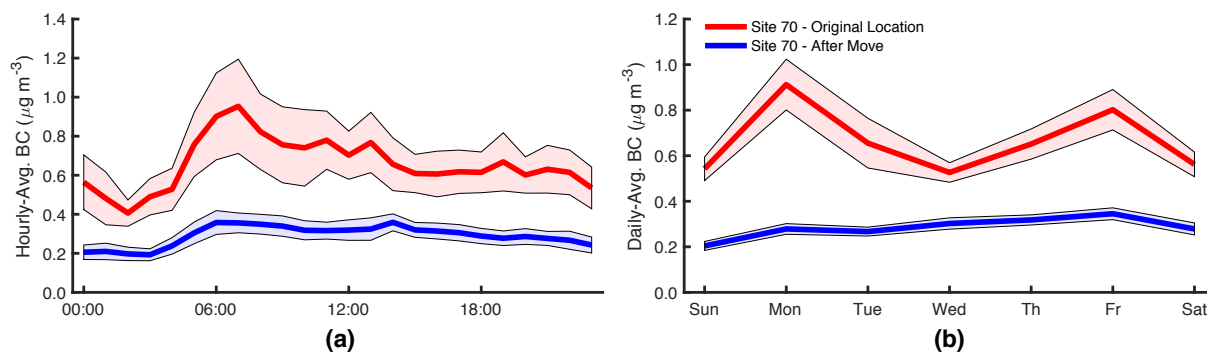 Hourly-Avg. BC (μg m-3)
1.4
1.2
1.0
0.8
0.6
0.4
0.2
0.0
00:00 06:00 12:00 18:00
(a)
Daily-Avg. BC (μg m-3)
1.2
1.0
0.8
0.6
0.4
0.2
0.0
Site 70 - Original Location
Site 70 - After Move
Sun Mon Tue Wed Th Fr Sat
(b)